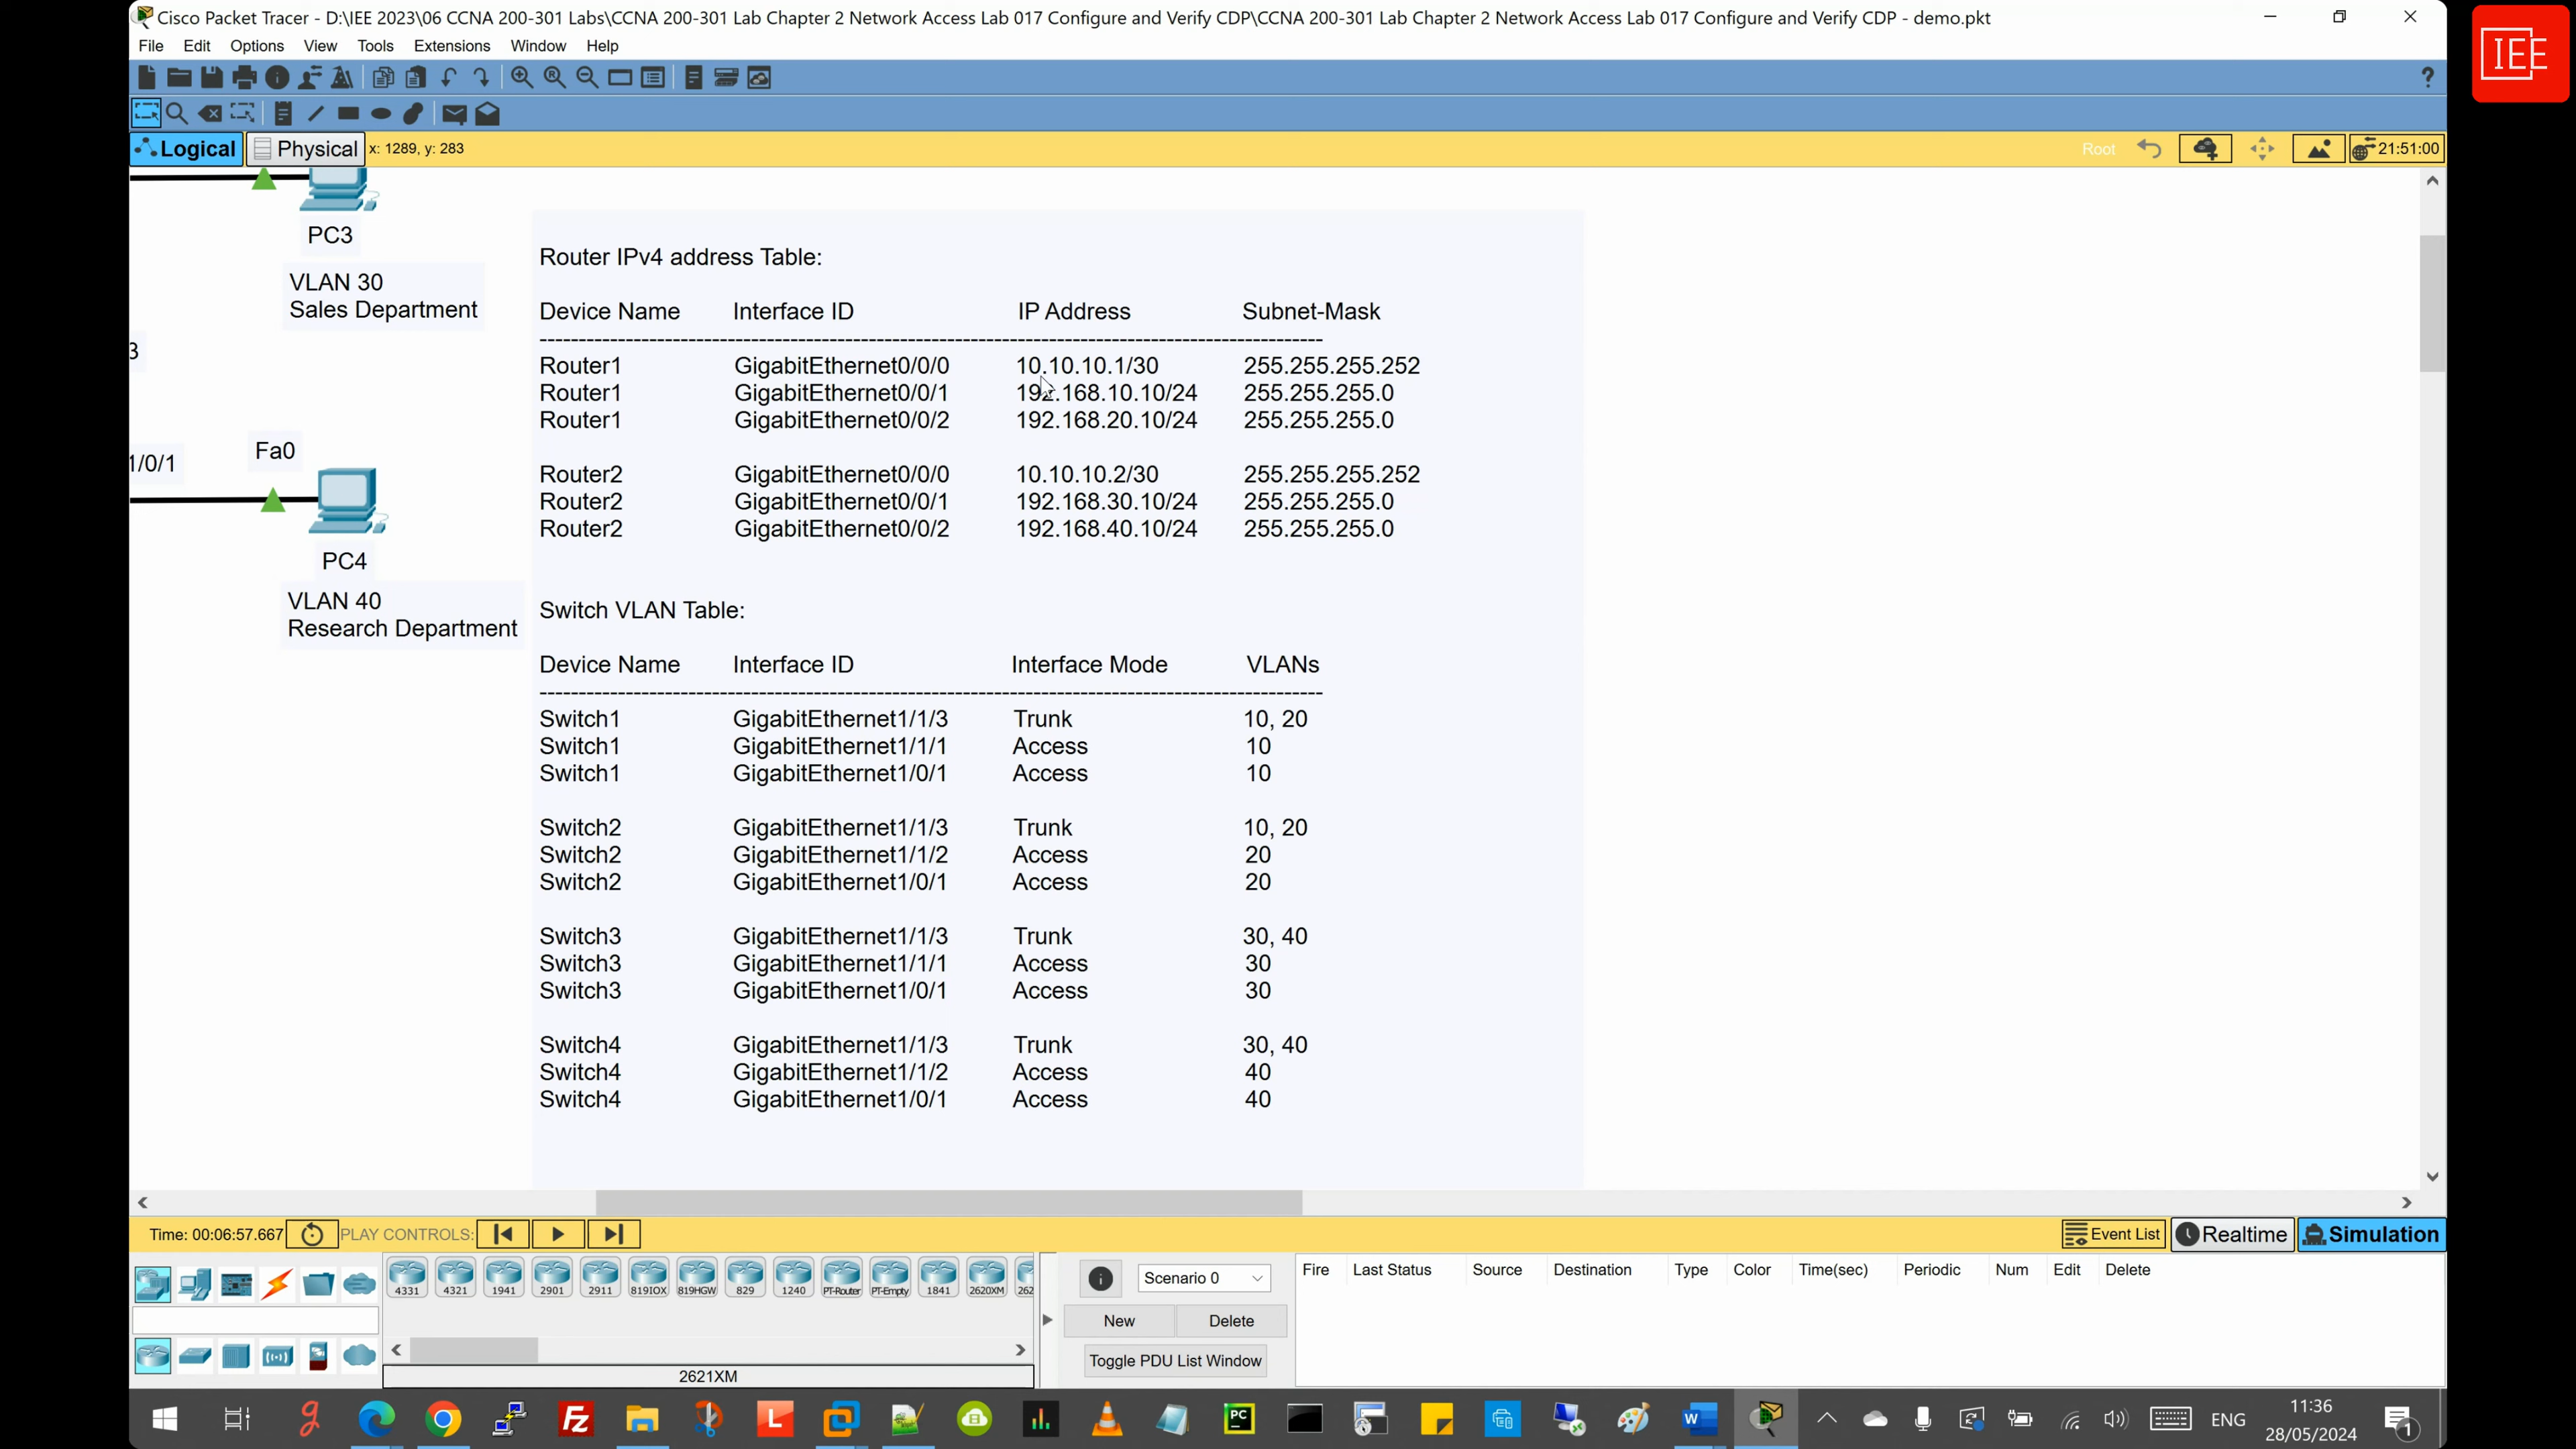 Cisco Packet Tracer - D:\IEE 2023\06 CCNA 200-301 Labs\CCNA 200-301 Lab Chapter 2 Network Access Lab 017 Configure and Verify CDP\CCNA 200-301 Lab Chapter 2 Network Access Lab 017 Configure and Verify CDP - demo.pkt
IEE
File Edit Options View Tools Extensions Window Help
Logical Physical x: 1289, y: 283 Root 21:51:00
PC3
VLAN 30
Sales Department
3
1/0/1
Fa0
PC4
VLAN 40
Research Department
Router IPv4 address Table:
Device Name Interface ID IP Address Subnet-Mask
Router1 GigabitEthernet0/0/0 10.10.10.1/30 255.255.255.252
Router1 GigabitEthernet0/0/1 192.168.10.10/24 255.255.255.0
Router1 GigabitEthernet0/0/2 192.168.20.10/24 255.255.255.0
Router2 GigabitEthernet0/0/0 10.10.10.2/30 255.255.255.252
Router2 GigabitEthernet0/0/1 192.168.30.10/24 255.255.255.0
Router2 GigabitEthernet0/0/2 192.168.40.10/24 255.255.255.0
Switch VLAN Table:
Device Name Interface ID Interface Mode VLANs
Switch1 GigabitEthernet1/1/3 Trunk 10, 20
Switch1 GigabitEthernet1/1/1 Access 10
Switch1 GigabitEthernet1/0/1 Access 10
Switch2 GigabitEthernet1/1/3 Trunk 10, 20
Switch2 GigabitEthernet1/1/2 Access 20
Switch2 GigabitEthernet1/0/1 Access 20
Switch3 GigabitEthernet1/1/3 Trunk 30, 40
Switch3 GigabitEthernet1/1/1 Access 30
Switch3 GigabitEthernet1/0/1 Access 30
Switch4 GigabitEthernet1/1/3 Trunk 30, 40
Switch4 GigabitEthernet1/1/2 Access 40
Switch4 GigabitEthernet1/0/1 Access 40
Time: 00:06:57.667 PLAY CONTROLS: Event List Realtime Simulation
4331 4321 1941 2901 2911 819IOX 819HGW 829 1240 PT-Router PT-Empty 1841 2620XM 262
2621XM
Scenario 0
New Delete
Toggle PDU List Window
Fire Last Status Source Destination Type Color Time(sec) Periodic Num Edit Delete
ENG
11:36
28/05/2024
1